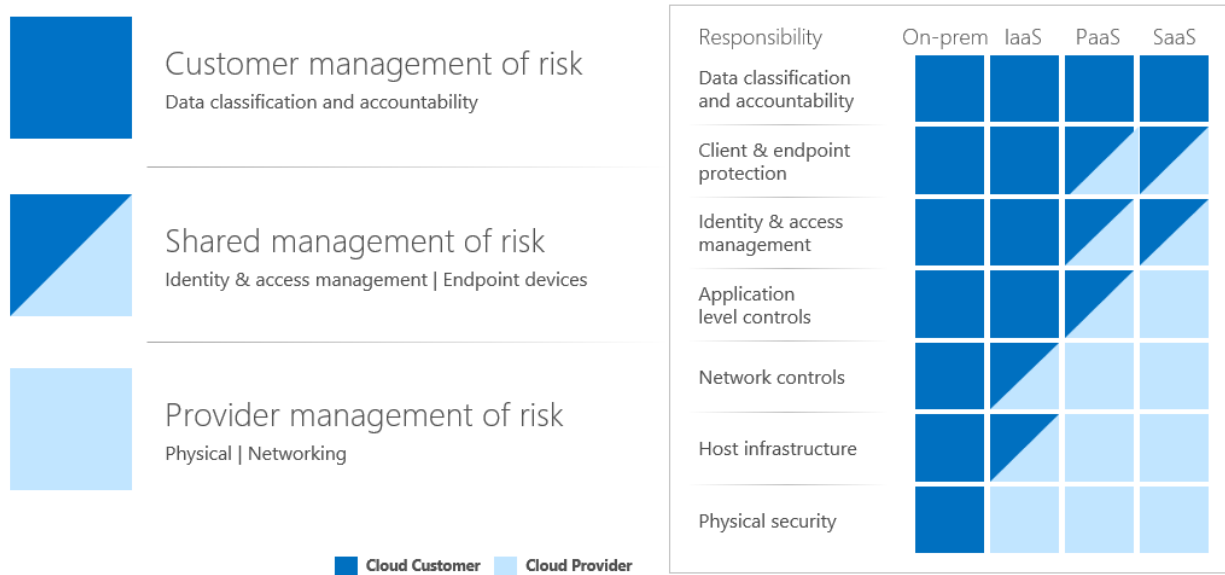 Customer management of risk
Data classification and accountability
Shared management of risk
Identity & access management | Endpoint devices
Provider management of risk
Physical | Networking
Cloud Customer Cloud Provider
Responsibility On-prem IaaS PaaS SaaS
Data classification
and accountability
Client & endpoint
protection
Identity & access
management
Application
level controls
Network controls
Host infrastructure
Physical security